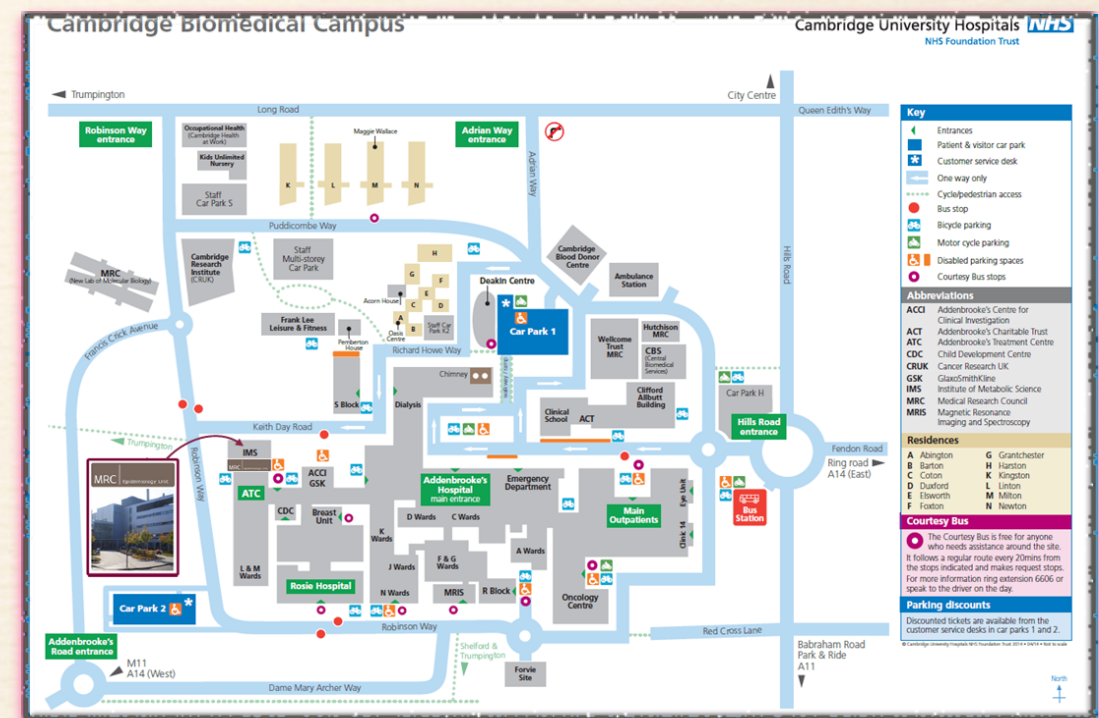 Cambridge Biomedical Campus
Cambridge University Hospitals NHS
NHS Foundation Trust
Trumpington
City Centre
Long Road
Queen Edith's Way
Robinson Way
entrance
Occupational Health
(Cambridge Health
at Work)
Kids Unlimited
Nursery
Staff
Car Park 5
Maggie Wallace
K
L
M
N
Adrian Way
entrance
Adrian Way
Puddicombe Way
Hills Road
MRC
(New Lab of Molecular Biology)
Cambridge
Research
Institute
(CRUK)
Staff
Multi-storey
Car Park
H
G
F
E
C
D
A
B
Acorn House
Oasis
Centre
Staff Car
Park K2
Deakin Centre
Cambridge
Blood Donor
Centre
Ambulance
Station
Car Park 1
Francis Crick Avenue
Frank Lee
Leisure & Fitness
Pemberton
House
Richard Howe Way
Wellcome
Trust
MRC
Hutchison
MRC
CBS
(Central
Biomedical
Services)
Chimney
S Block
Dialysis
Clifford
Allbutt
Building
Car Park H
Clinical
School
ACT
Hills Road
entrance
Keith Day Road
Trumpington
Fendon Road
Ring road
A14 (East)
Robinson Way
IMS
MRC
ACCI
GSK
ATC
MRC Epidemiology Unit
Addenbrooke's
Hospital
main entrance
Emergency
Department
Main
Outpatients
Eye Unit
Clinic 14
Bus
Station
CDC
Breast
Unit
K
Wards
D Wards
C Wards
A Wards
J Wards
F & G
Wards
L & M
Wards
Rosie Hospital
N Wards
MRIS
R Block
Oncology
Centre
Car Park 2
Robinson Way
Red Cross Lane
Addenbrooke's
Road entrance
M11
A14 (West)
Shelford &
Trumpington
Forvie
Site
Babraham Road
Park & Ride
A11
Dame Mary Archer Way
Key
Entrances
Patient & visitor car park
Customer service desk
One way only
Cycle/pedestrian access
Bus stop
Bicycle parking
Motor cycle parking
Disabled parking spaces
Courtesy Bus stops
Abbreviations
ACCI Addenbrooke's Centre for
Clinical Investigation
ACT Addenbrooke's Charitable Trust
ATC Addenbrooke's Treatment Centre
CDC Child Development Centre
CRUK Cancer Research UK
GSK GlaxoSmithKline
IMS Institute of Metabolic Science
MRC Medical Research Council
MRIS Magnetic Resonance
Imaging and Spectroscopy
Residences
A Abington G Grantchester
B Barton H Harston
C Coton K Kingston
D Duxford L Linton
E Elsworth M Milton
F Foxton N Newton
Courtesy Bus
The Courtesy Bus is free for anyone
who needs assistance around the site.
It follows a regular route every 20mins from
the stops indicated and makes request stops.
For more information ring extension 6606 or
speak to the driver on the day.
Parking discounts
Discounted tickets are available from the
customer service desks in car parks 1 and 2.
© Cambridge University Hospitals NHS Foundation Trust 2014 • 04/14 • Not to scale
North